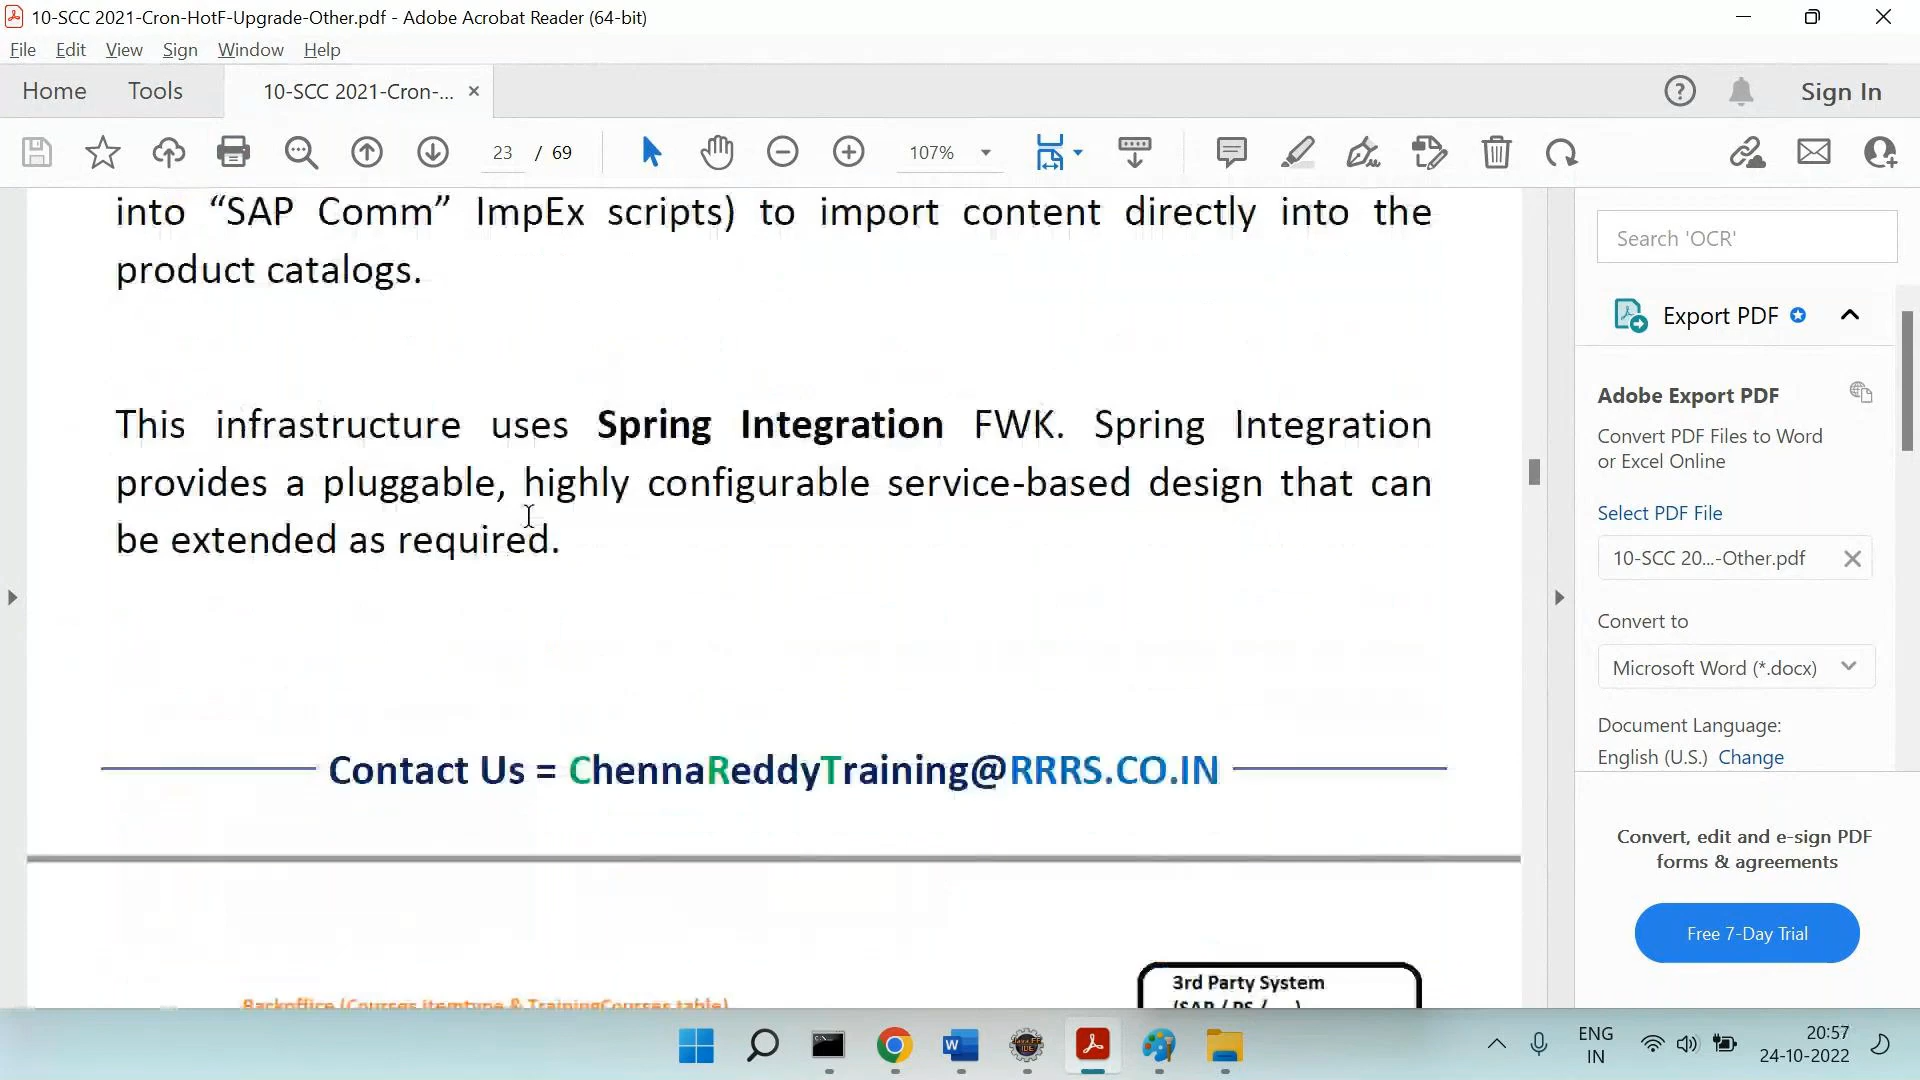 10-SCC 2021-Cron-HotF-Upgrade-Other.pdf - Adobe Acrobat Reader (64-bit)
File Edit View Sign Window Help
Home Tools 10-SCC 2021-Cron-... Sign In
23 / 69 107%
into “SAP Comm” ImpEx scripts) to import content directly into the
product catalogs.
This infrastructure uses Spring Integration FWK. Spring Integration
provides a pluggable, highly configurable service-based design that can
be extended as required.
Contact Us = ChennaReddyTraining@RRRS.CO.IN
Backoffice (Courses itemtype & TrainingCourses table)
3rd Party System
(SAP / PS / ...)
Search 'OCR'
Export PDF
Adobe Export PDF
Convert PDF Files to Word
or Excel Online
Select PDF File
10-SCC 20...-Other.pdf
Convert to
Microsoft Word (*.docx)
Document Language:
English (U.S.) Change
Convert, edit and e-sign PDF
forms & agreements
Free 7-Day Trial
ENG
IN
20:57
24-10-2022